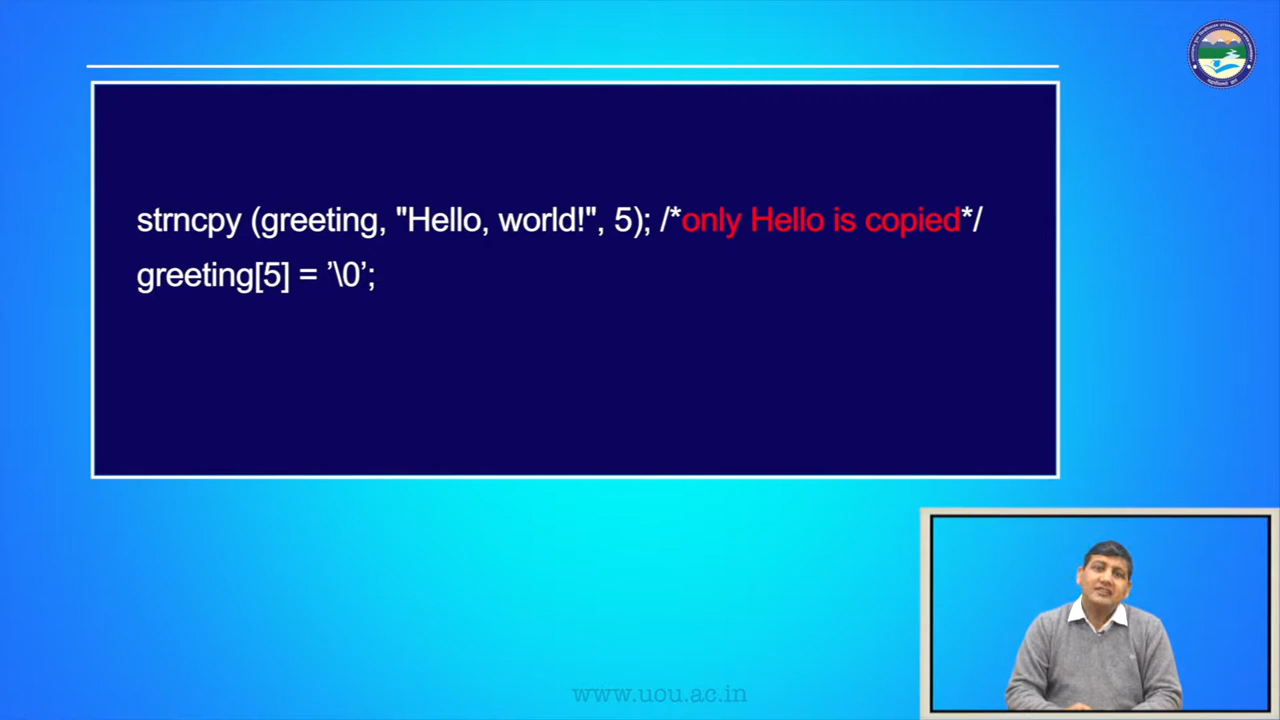 strncpy (greeting, "Hello, world!", 5); /*only Hello is copied*/
greeting[5] = ’\0’;
www.uou.ac.in